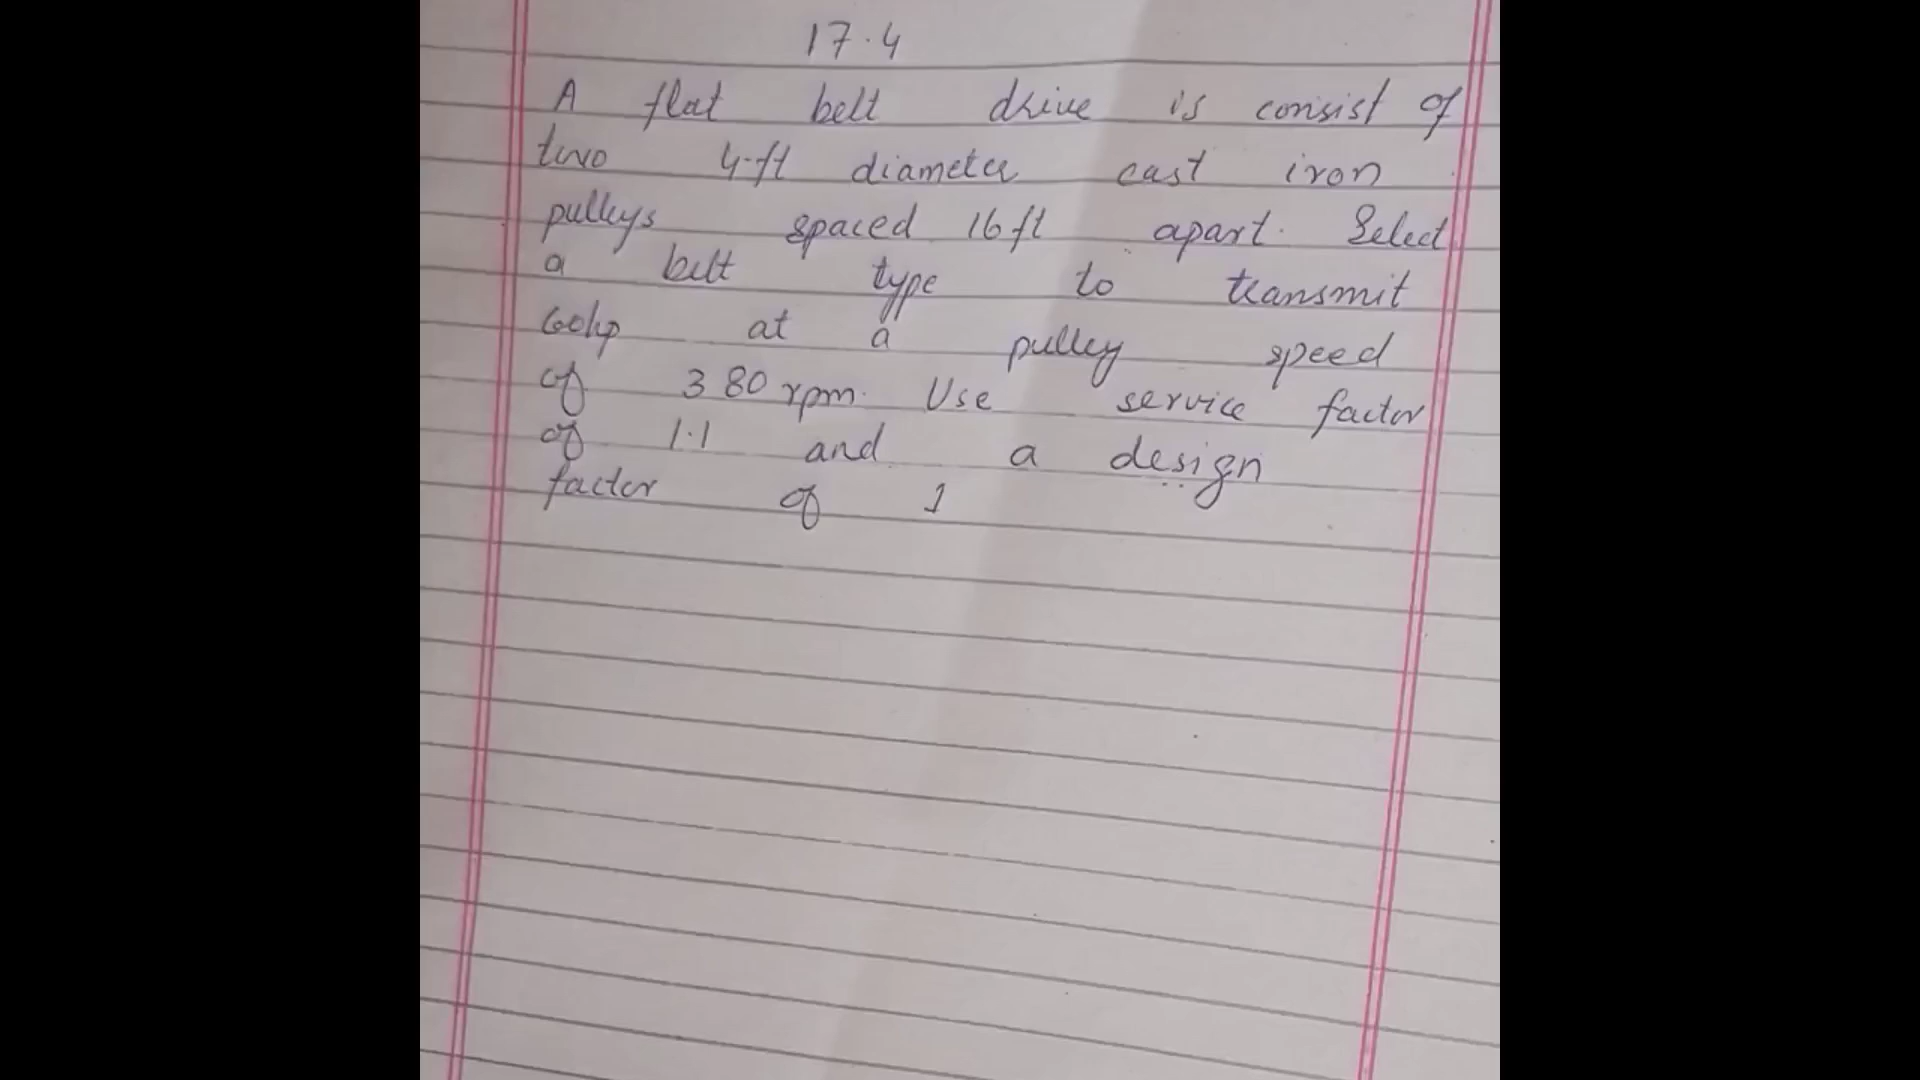 17.4
A flat belt drive is consist of
two 4-ft diameter cast iron
pulleys spaced 16 ft apart. Select
a belt type to transmit
60hp at a pulley speed
of 380 rpm. Use service factor
of 1.1 and a design
factor of 1